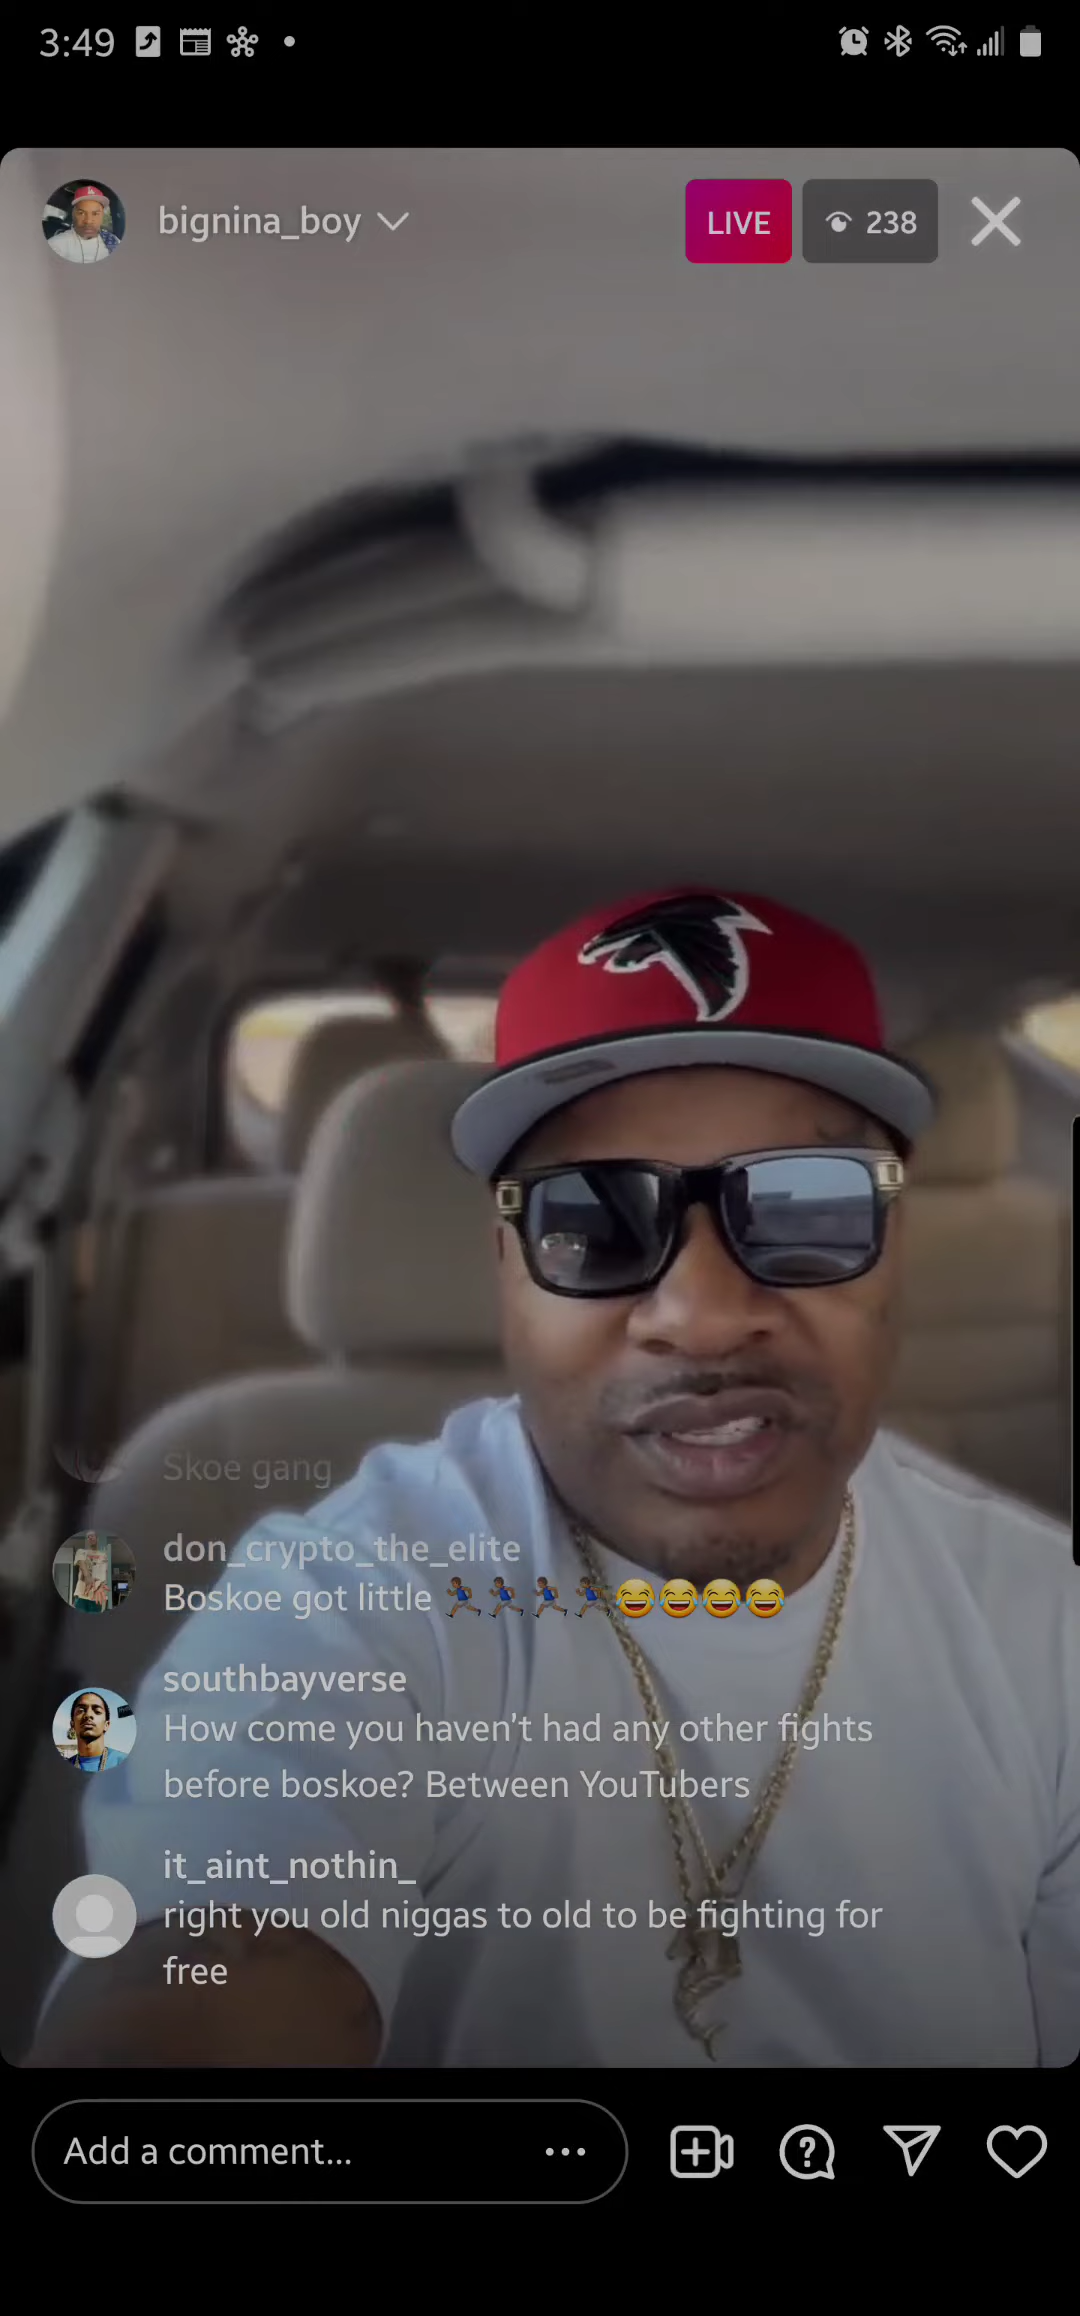 3:49
bignina_boy
LIVE
238
Skoe gang
don_crypto_the_elite
Boskoe got little 🏃🏾🏃🏾🏃🏾🏃🏾😂😂😂😂
southbayverse
How come you haven't had any other fights
before boskoe? Between YouTubers
it_aint_nothin_
right you old niggas to old to be fighting for
free
Add a comment...